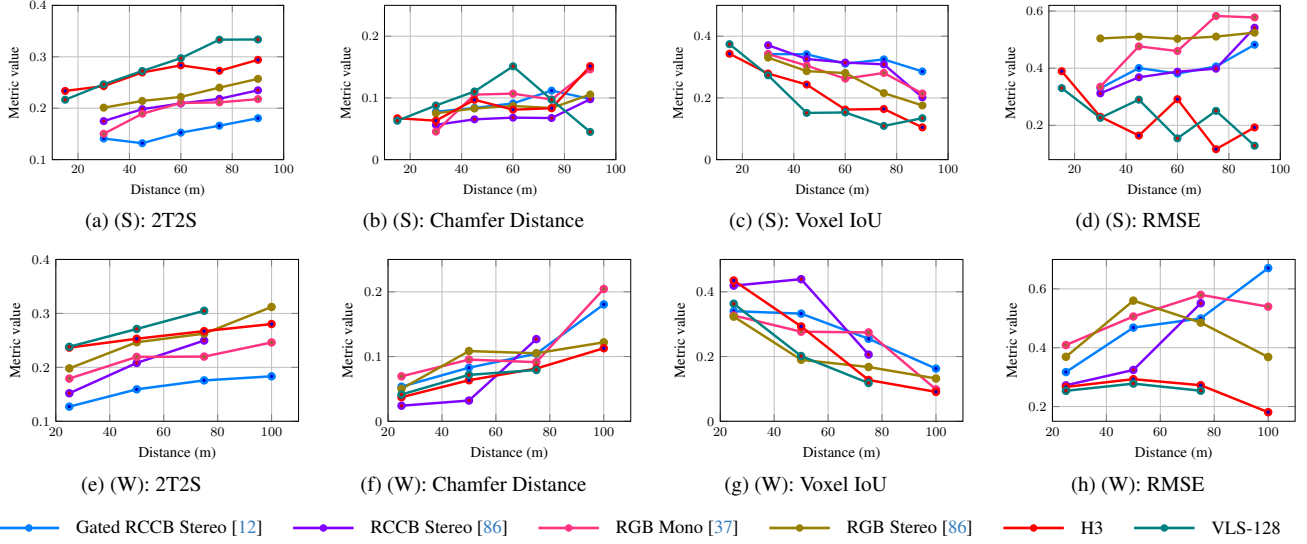 0.4
0.3
0.2
0.1
Metric value
20 40 60 80 100
Distance (m)
(a) (S): 2T2S
0.2
0.1
0
Metric value
20 40 60 80 100
Distance (m)
(b) (S): Chamfer Distance
0.4
0.2
0
Metric value
20 40 60 80 100
Distance (m)
(c) (S): Voxel IoU
0.6
0.4
0.2
Metric value
20 40 60 80 100
Distance (m)
(d) (S): RMSE
0.4
0.3
0.2
0.1
Metric value
20 40 60 80 100
Distance (m)
(e) (W): 2T2S
0.2
0.1
0
Metric value
20 40 60 80 100
Distance (m)
(f) (W): Chamfer Distance
0.4
0.2
0
Metric value
20 40 60 80 100
Distance (m)
(g) (W): Voxel IoU
0.6
0.4
0.2
Metric value
20 40 60 80 100
Distance (m)
(h) (W): RMSE
Gated RCCB Stereo [12] RCCB Stereo [86] RGB Mono [37] RGB Stereo [86] H3 VLS-128